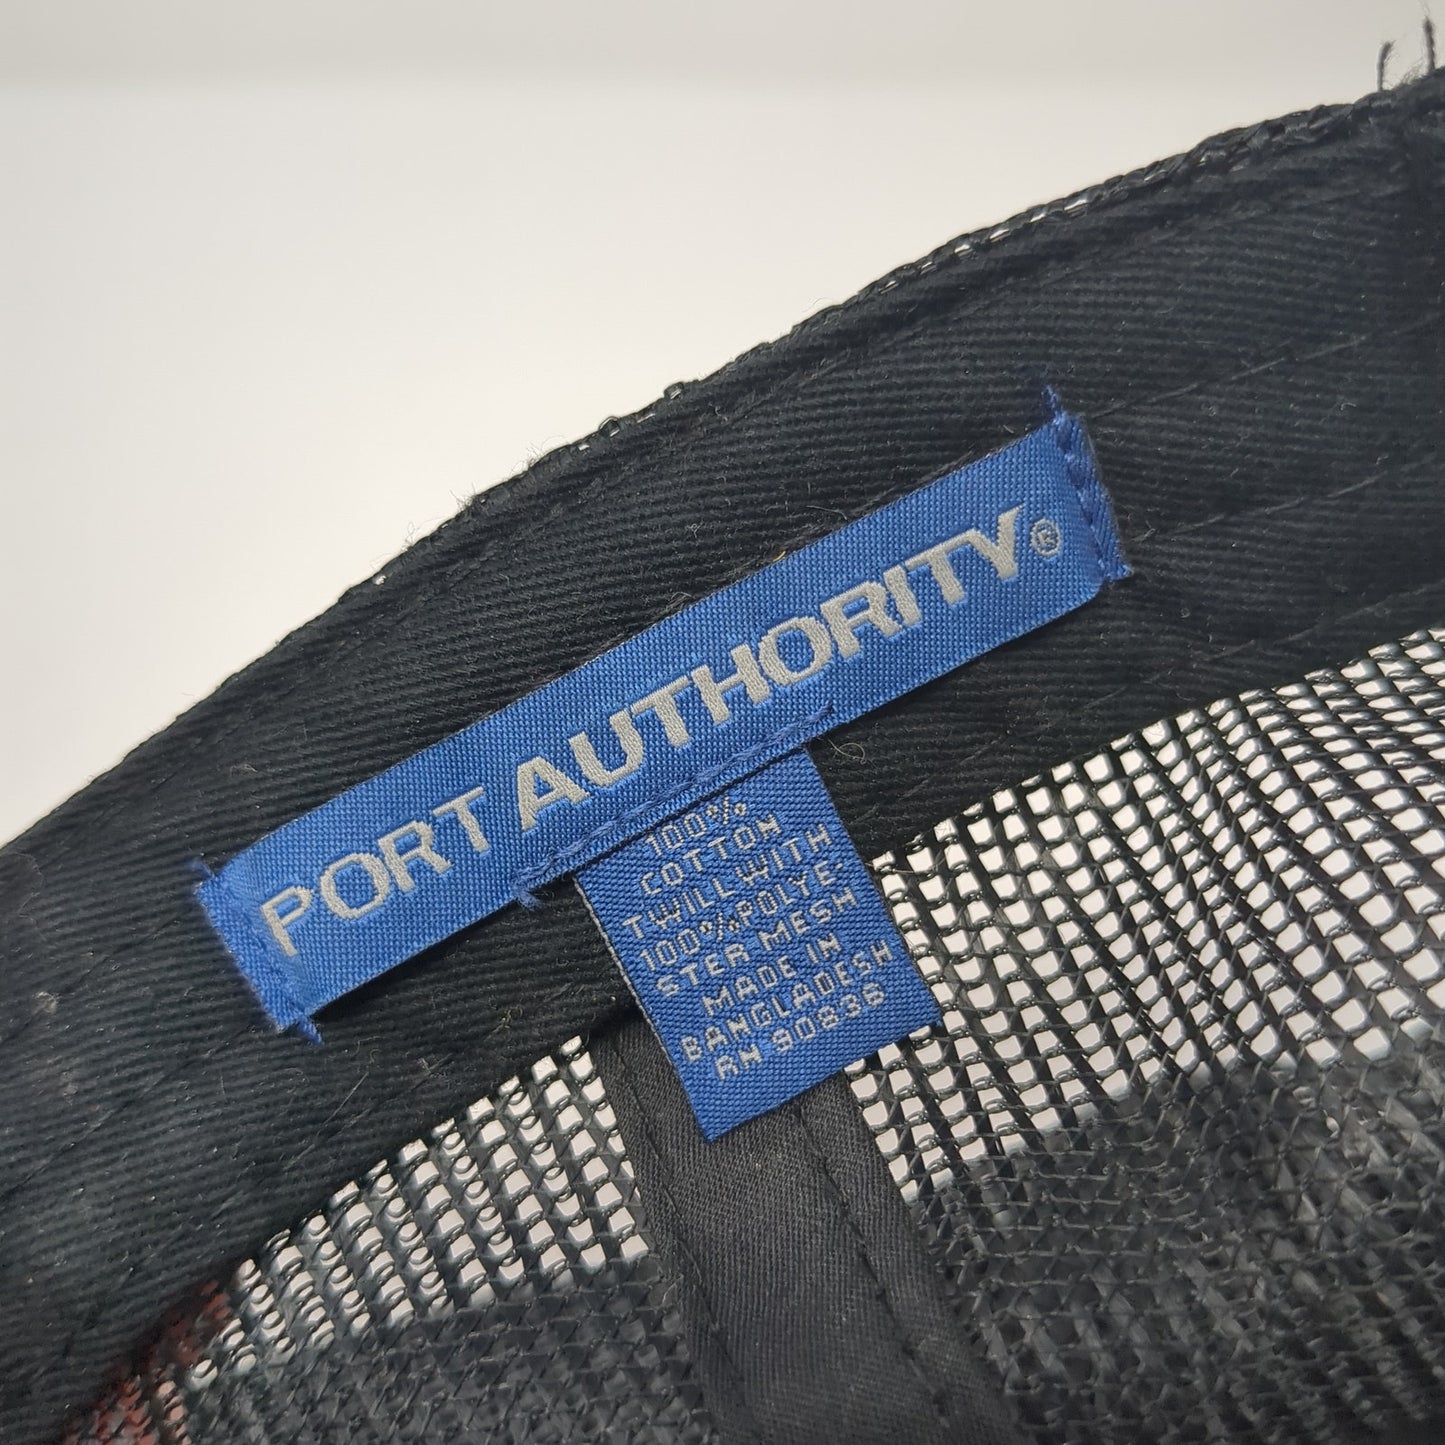 PORT AUTHORITY®
100%
COTTON
TWILL WITH
100% POLYE-
STER MESH
MADE IN
BANGLADESH
RN 90836